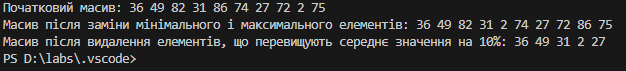 Початковий масив: 36 49 82 31 86 74 27 72 2 75
Масив після заміни мінімального і максимального елементів: 36 49 82 31 2 74 27 72 86 75
Масив після видалення елементів, що перевищують середнє значення на 10%: 36 49 31 2 27
PS D:\labs\.vscode>